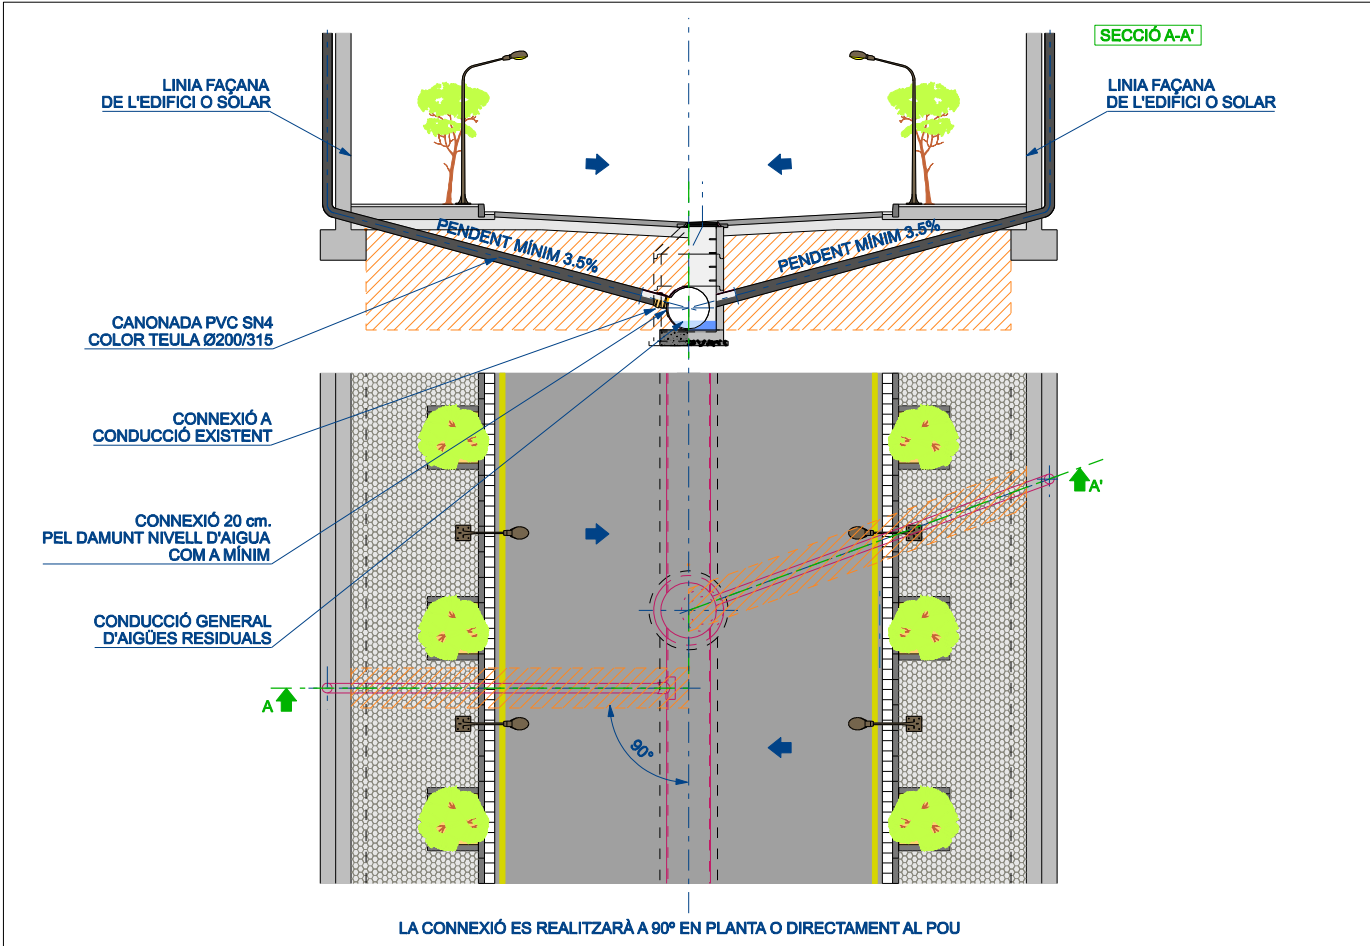 SECCIÓ A-A'
LINIA FAÇANA
DE L'EDIFICI O SOLAR
LINIA FAÇANA
DE L'EDIFICI O SOLAR
PENDENT MÍNIM 3.5%
PENDENT MÍNIM 3.5%
CANONADA PVC SN4
COLOR TEULA Ø200/315
CONNEXIÓ A
CONDUCCIÓ EXISTENT
CONNEXIÓ 20 cm.
PEL DAMUNT NIVELL D'AIGUA
COM A MÍNIM
CONDUCCIÓ GENERAL
D'AIGÜES RESIDUALS
A'
A
90°
LA CONNEXIÓ ES REALITZARÀ A 90º EN PLANTA O DIRECTAMENT AL POU